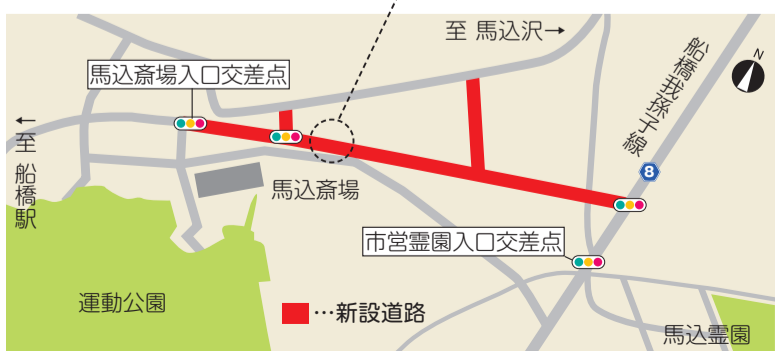 至 馬込沢→
N
馬込斎場入口交差点
船橋我孫子線
8
←至 船橋駅
馬込斎場
市営霊園入口交差点
運動公園
…新設道路
馬込霊園